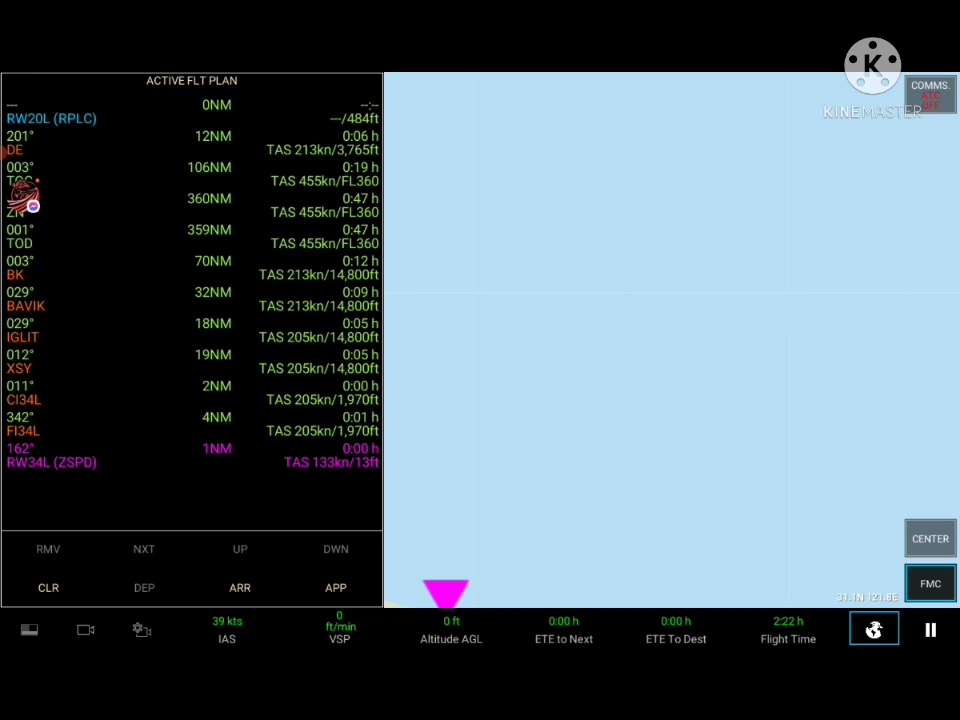 K
KINEMASTER
COMMS.
ATC
OFF
ACTIVE FLT PLAN
--- 0NM --:--
RW20L (RPLC) ---/484ft
201° 12NM 0:06 h
DE TAS 213kn/3,765ft
003° 106NM 0:19 h
TAS 455kn/FL360
360NM 0:47 h
TAS 455kn/FL360
001° 359NM 0:47 h
TOD TAS 455kn/FL360
003° 70NM 0:12 h
BK TAS 213kn/14,800ft
029° 32NM 0:09 h
BAVIK TAS 213kn/14,800ft
029° 18NM 0:05 h
IGLIT TAS 205kn/14,800ft
012° 19NM 0:05 h
XSY TAS 205kn/14,800ft
011° 2NM 0:00 h
CI34L TAS 205kn/1,970ft
342° 4NM 0:01 h
FI34L TAS 205kn/1,970ft
162° 1NM 0:00 h
RW34L (ZSPD) TAS 133kn/13ft
RMV NXT UP DWN
CLR DEP ARR APP
CENTER
FMC
31.1N 121.8E
39 kts 0 ft/min 0 ft 0:00 h 0:00 h 2:22 h
IAS VSP Altitude AGL ETE to Next ETE To Dest Flight Time